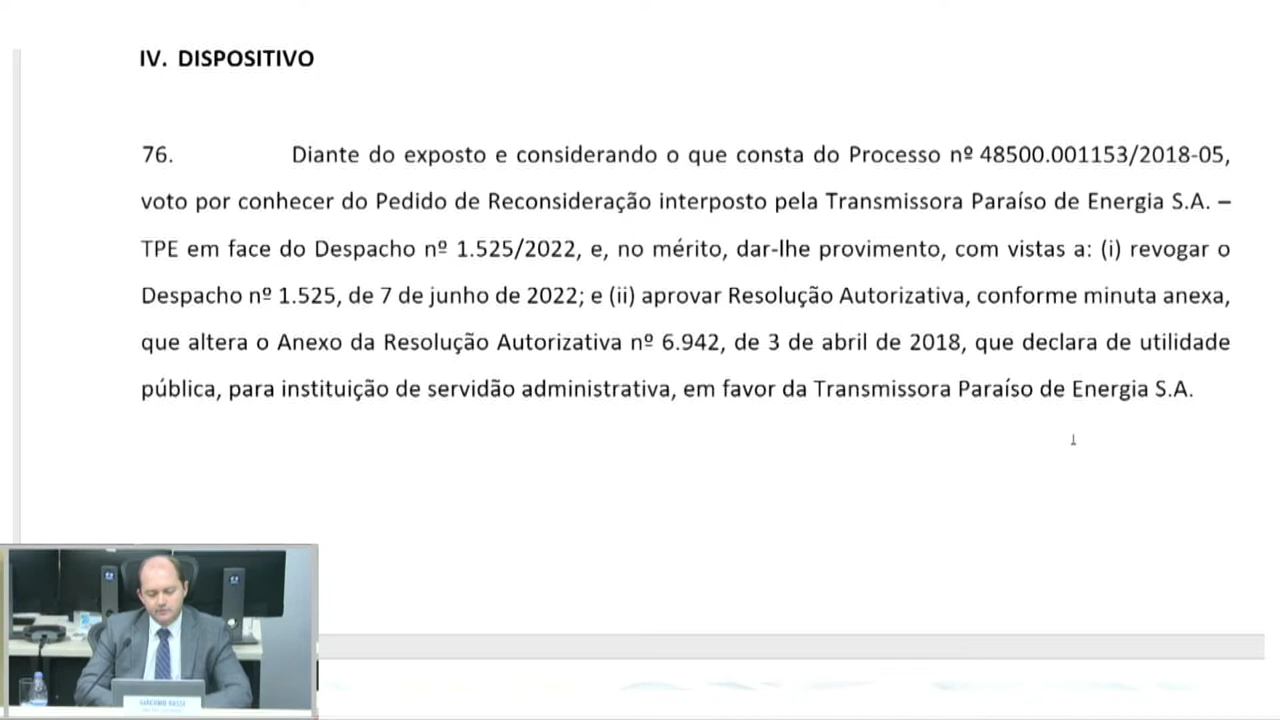 IV. DISPOSITIVO
76. Diante do exposto e considerando o que consta do Processo nº 48500.001153/2018-05,
voto por conhecer do Pedido de Reconsideração interposto pela Transmissora Paraíso de Energia S.A. –
TPE em face do Despacho nº 1.525/2022, e, no mérito, dar-lhe provimento, com vistas a: (i) revogar o
Despacho nº 1.525, de 7 de junho de 2022; e (ii) aprovar Resolução Autorizativa, conforme minuta anexa,
que altera o Anexo da Resolução Autorizativa nº 6.942, de 3 de abril de 2018, que declara de utilidade
pública, para instituição de servidão administrativa, em favor da Transmissora Paraíso de Energia S.A.